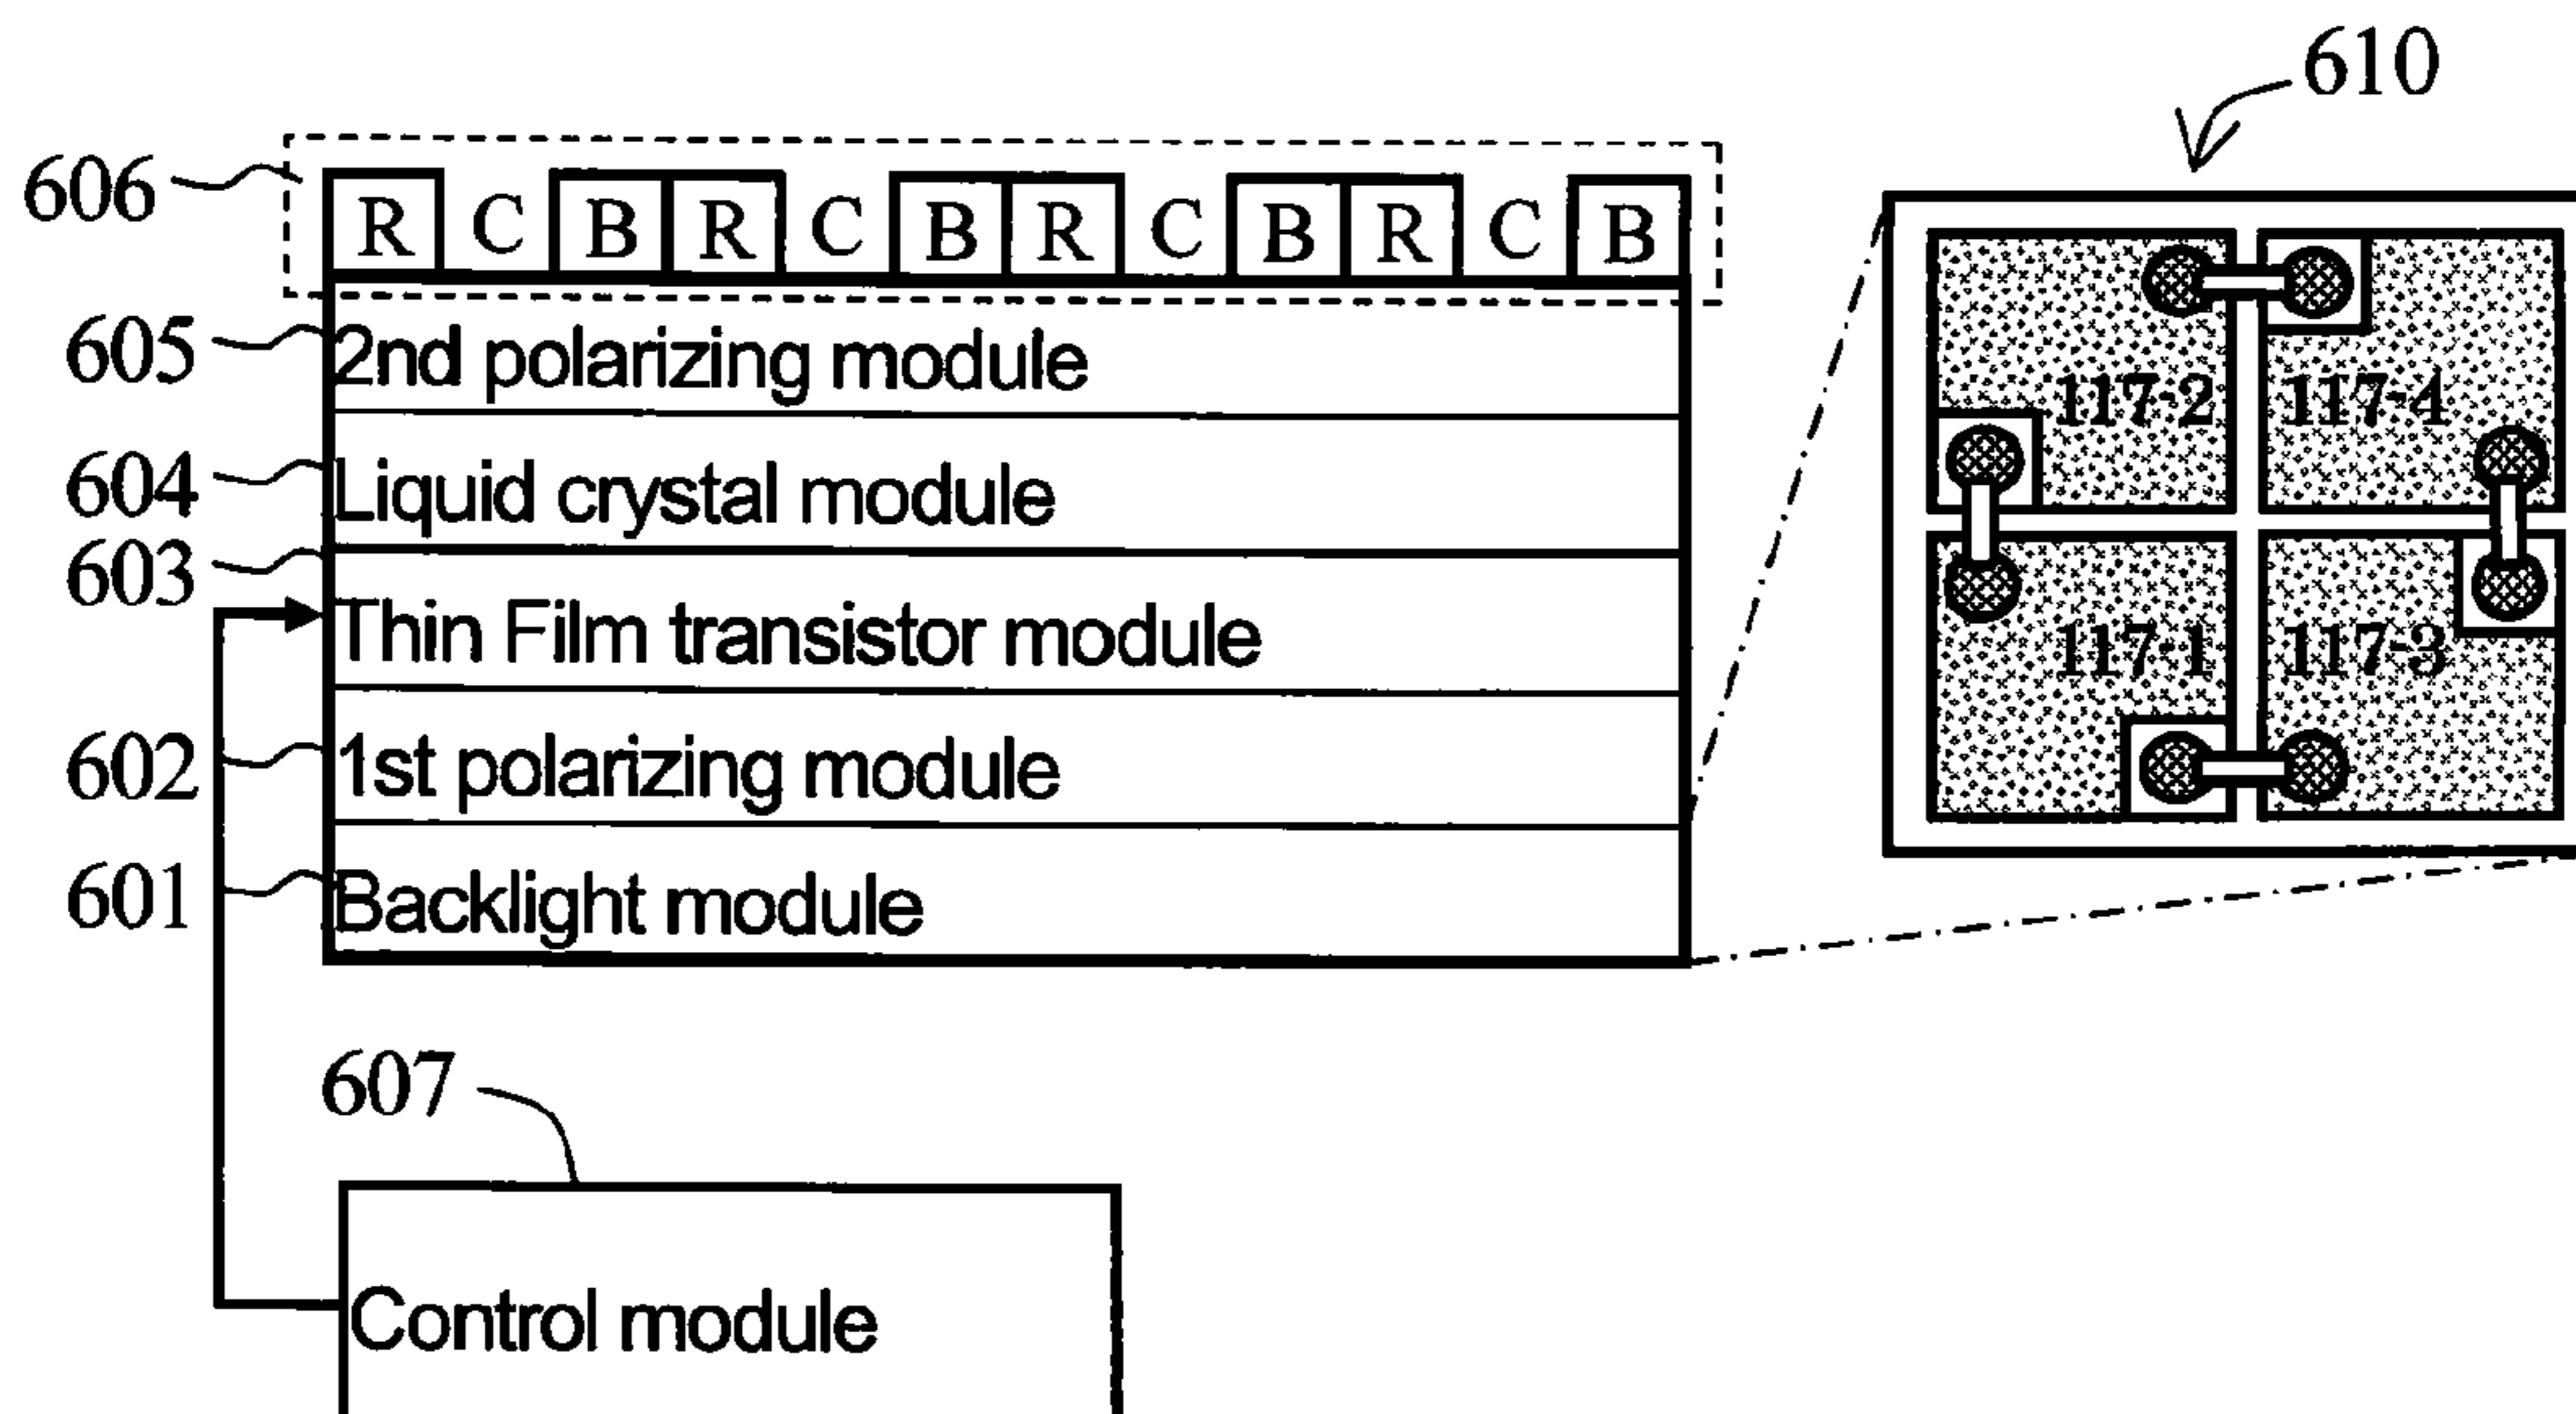 610
606
R C B R C B R C B R C B
605
2nd polarizing module
604
Liquid crystal module
603
Thin Film transistor module
602
1st polarizing module
601
Backlight module
117-2 117-4
117-1 117-3
607
Control module